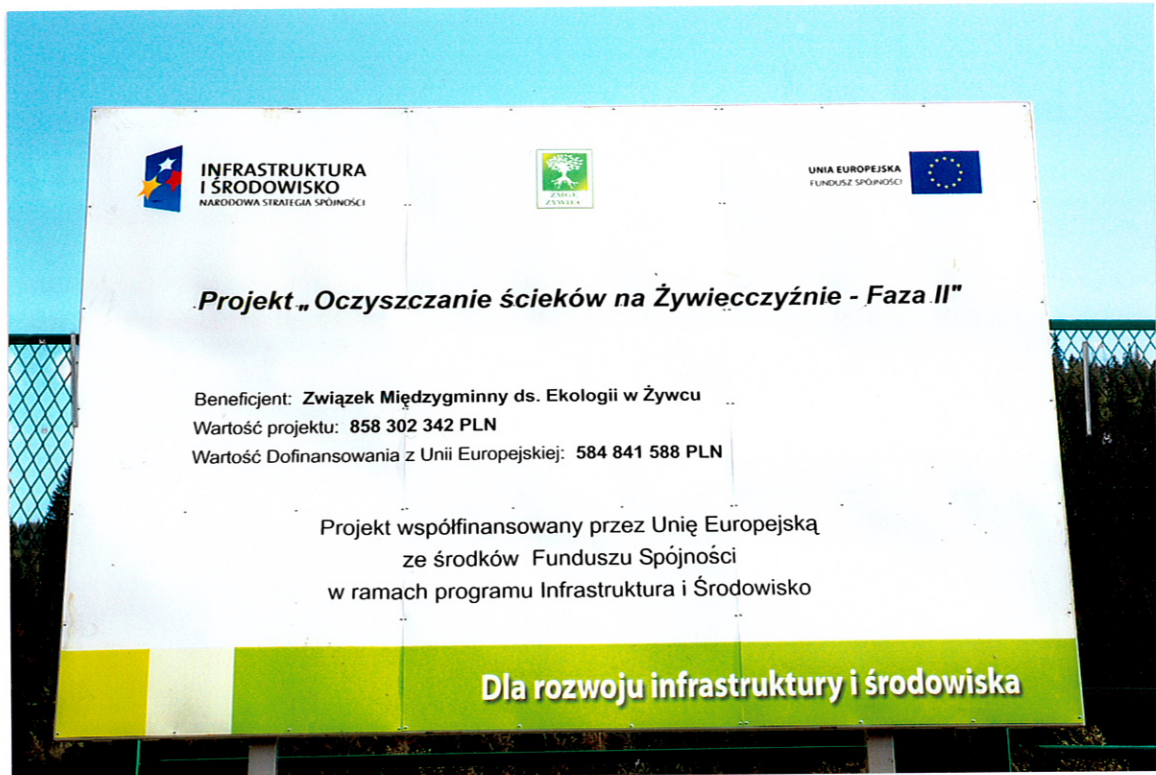 INFRASTRUKTURA
I ŚRODOWISKO
NARODOWA STRATEGIA SPÓJNOŚCI
ZMGE
ŻYWIEC
UNIA EUROPEJSKA
FUNDUSZ SPÓJNOŚCI
Projekt „ Oczyszczanie ścieków na Żywiecczyźnie - Faza II"
Beneficjent: Związek Międzygminny ds. Ekologii w Żywcu
Wartość projektu: 858 302 342 PLN
Wartość Dofinansowania z Unii Europejskiej: 584 841 588 PLN
Projekt współfinansowany przez Unię Europejską
ze środków Funduszu Spójności
w ramach programu Infrastruktura i Środowisko
Dla rozwoju infrastruktury i środowiska